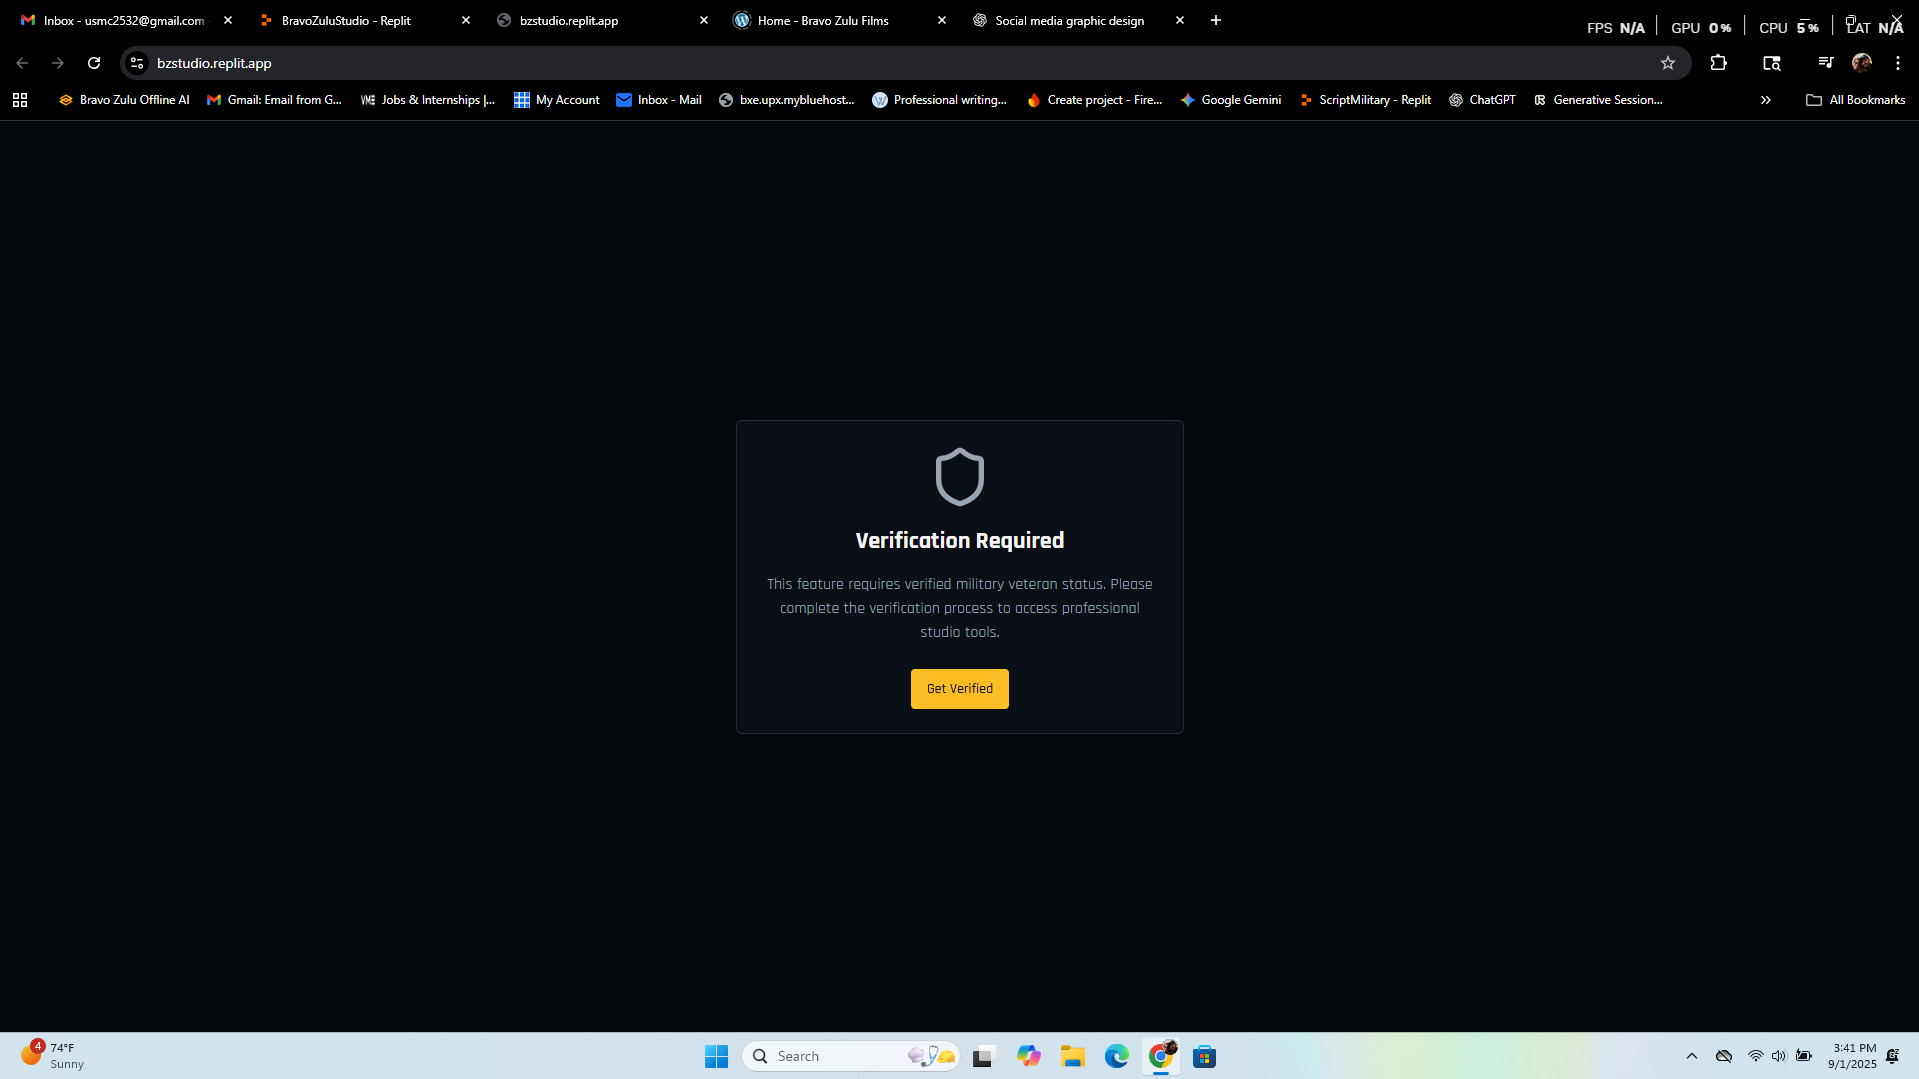 Inbox - usmc2532@gmail.com
BravoZuluStudio - Replit
bzstudio.replit.app
Home - Bravo Zulu Films
Social media graphic design
FPS N/A
GPU 0%
CPU 5%
LAT N/A
bzstudio.replit.app
Bravo Zulu Offline AI
Gmail: Email from G...
Jobs & Internships |...
My Account
Inbox - Mail
bxe.upx.mybluehost...
Professional writing...
Create project - Fire...
Google Gemini
ScriptMilitary - Replit
ChatGPT
Generative Session...
All Bookmarks
Verification Required
This feature requires verified military veteran status. Please
complete the verification process to access professional
studio tools.
Get Verified
4
74°F
Sunny
Search
3:41 PM
9/1/2025